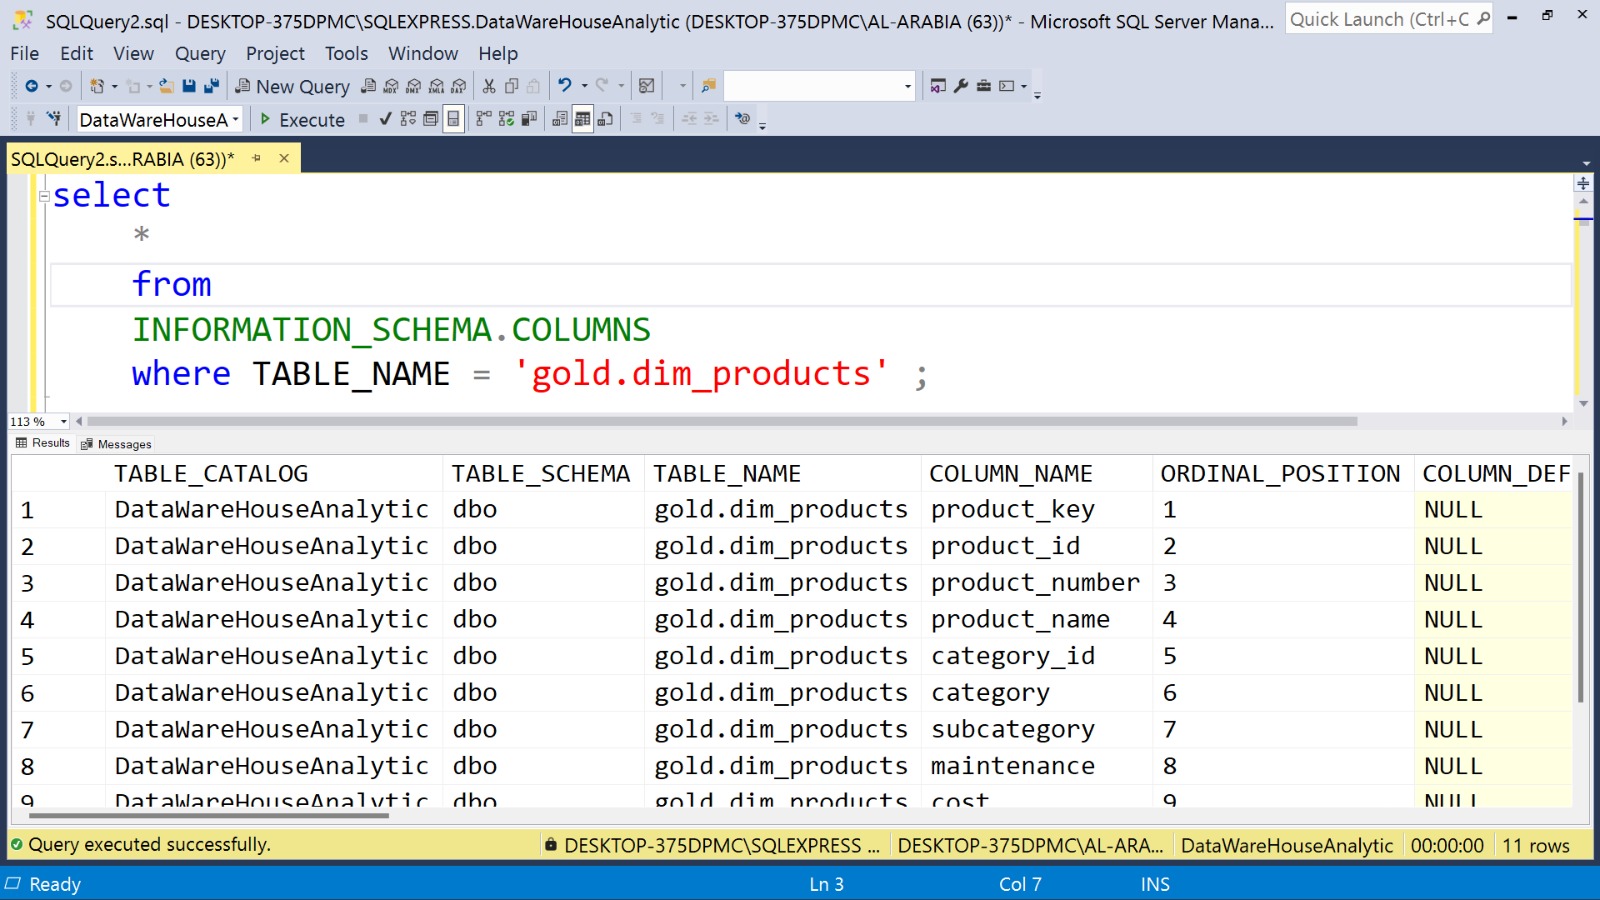 SQLQuery2.sql - DESKTOP-375DPMC\SQLEXPRESS.DataWareHouseAnalytic (DESKTOP-375DPMC\AL-ARABIA (63))* - Microsoft SQL Server Mana... Quick Launch (Ctrl+C
File Edit View Query Project Tools Window Help
New Query
DataWareHouseA Execute
SQLQuery2.s...RABIA (63))*
select
*
from
INFORMATION_SCHEMA.COLUMNS
where TABLE_NAME = 'gold.dim_products' ;
113 %
Results Messages
TABLE_CATALOG TABLE_SCHEMA TABLE_NAME COLUMN_NAME ORDINAL_POSITION COLUMN_DEF
1 DataWareHouseAnalytic dbo gold.dim_products product_key 1 NULL
2 DataWareHouseAnalytic dbo gold.dim_products product_id 2 NULL
3 DataWareHouseAnalytic dbo gold.dim_products product_number 3 NULL
4 DataWareHouseAnalytic dbo gold.dim_products product_name 4 NULL
5 DataWareHouseAnalytic dbo gold.dim_products category_id 5 NULL
6 DataWareHouseAnalytic dbo gold.dim_products category 6 NULL
7 DataWareHouseAnalytic dbo gold.dim_products subcategory 7 NULL
8 DataWareHouseAnalytic dbo gold.dim_products maintenance 8 NULL
9 DataWareHouseAnalytic dbo gold.dim_products cost 9 NULL
Query executed successfully. DESKTOP-375DPMC\SQLEXPRESS ... DESKTOP-375DPMC\AL-ARA... DataWareHouseAnalytic 00:00:00 11 rows
Ready Ln 3 Col 7 INS